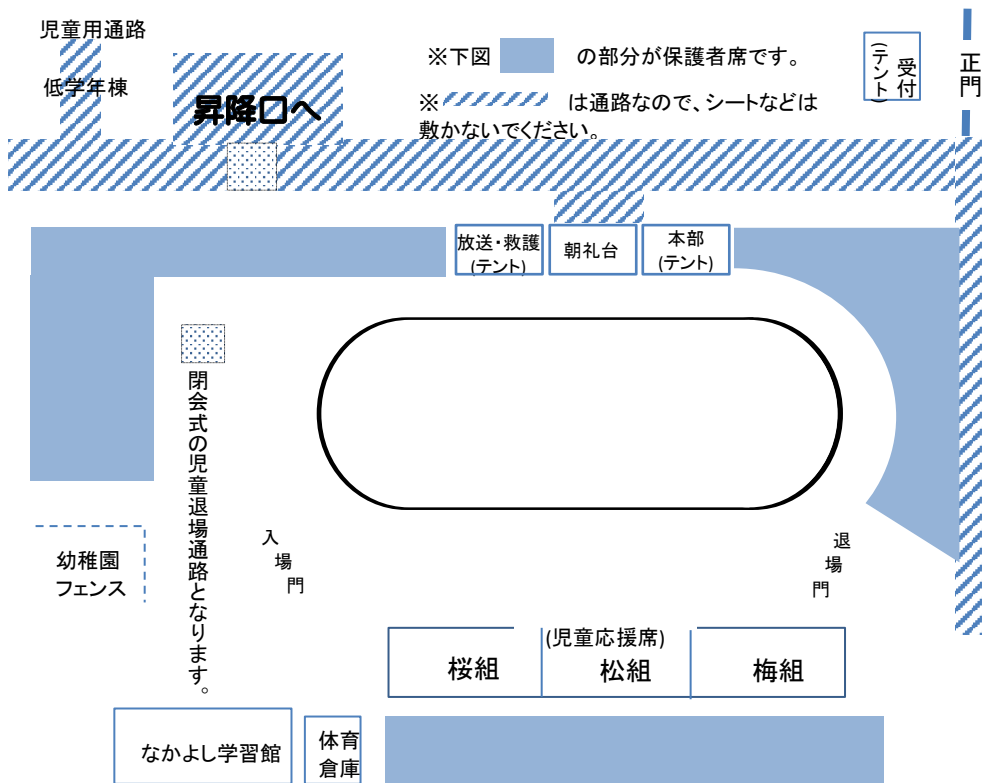 児童用通路
低学年棟
昇降口へ
※下図 の部分が保護者席です。
※ は通路なので、シートなどは
敷かないでください。
受付
(テント)
正門
放送・救護
(テント)
朝礼台
本部
(テント)
閉会式の児童退場通路となります。
幼稚園
フェンス
入場門
退場門
(児童応援席)
桜組
松組
梅組
なかよし学習館
体育
倉庫